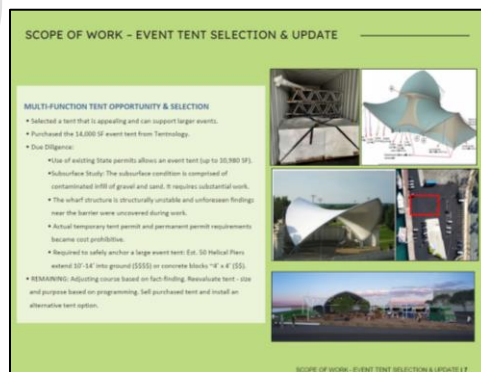 SCOPE OF WORK – EVENT TENT SELECTION & UPDATE
MULTI-FUNCTION TENT OPPORTUNITY & SELECTION
• Selected a tent that is appealing and can support larger events.
• Purchased the 14,000 SF event tent from Tentnology.
• Due Diligence:
•Use of existing State permits allows an event tent (up to 10,980 SF).
•Subsurface Study: The subsurface condition is comprised of
contaminated infill of gravel and sand. It requires substantial work.
• The wharf structure is structurally unstable and unforeseen findings
near the barrier were uncovered during work.
• Actual temporary tent permit and permanent permit requirements
became cost prohibitive.
• Required to safely anchor a large event tent: Est. 50 Helical Piers
extend 10'-14' into ground ($$$$) or concrete blocks ~4' x 4' ($$).
• REMAINING: Adjusting course based on fact-finding. Reevaluate tent - size
and purpose based on programming. Sell purchased tent and install an
alternative tent option.
SCOPE OF WORK - EVENT TENT SELECTION & UPDATE | 7